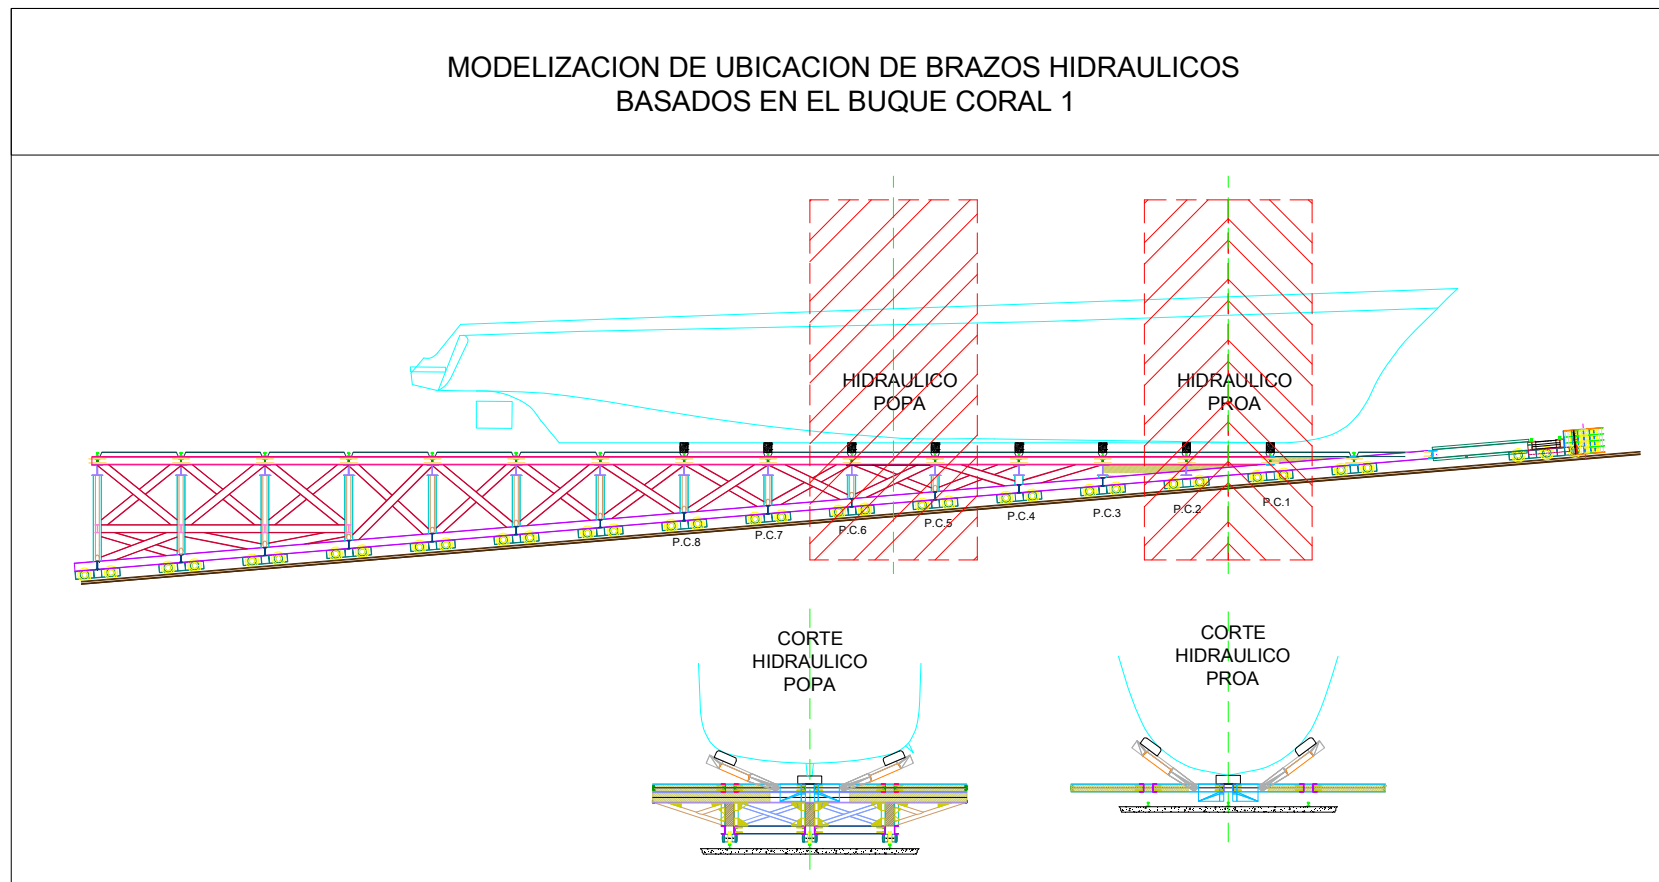 MODELIZACION DE UBICACION DE BRAZOS HIDRAULICOS
BASADOS EN EL BUQUE CORAL 1
HIDRAULICO
POPA
HIDRAULICO
PROA
P.C.8
P.C.7
P.C.6
P.C.5
P.C.4
P.C.3
P.C.2
P.C.1
CORTE
HIDRAULICO
POPA
CORTE
HIDRAULICO
PROA